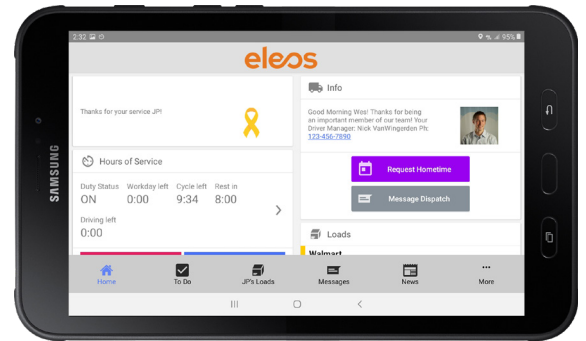 SAMSUNG
2:32
95%
eleos
Thanks for your service JP!
Hours of Service
Duty Status Workday left Cycle left Rest in
ON 0:00 9:34 8:00
Driving left
0:00
Info
Good Morning Wes! Thanks for being
an important member of our team! Your
Driver Manager: Nick VanWingerden Ph:
123-456-7890
Request Hometime
Message Dispatch
Loads
Walmart
Home To Do JP's Loads Messages News More